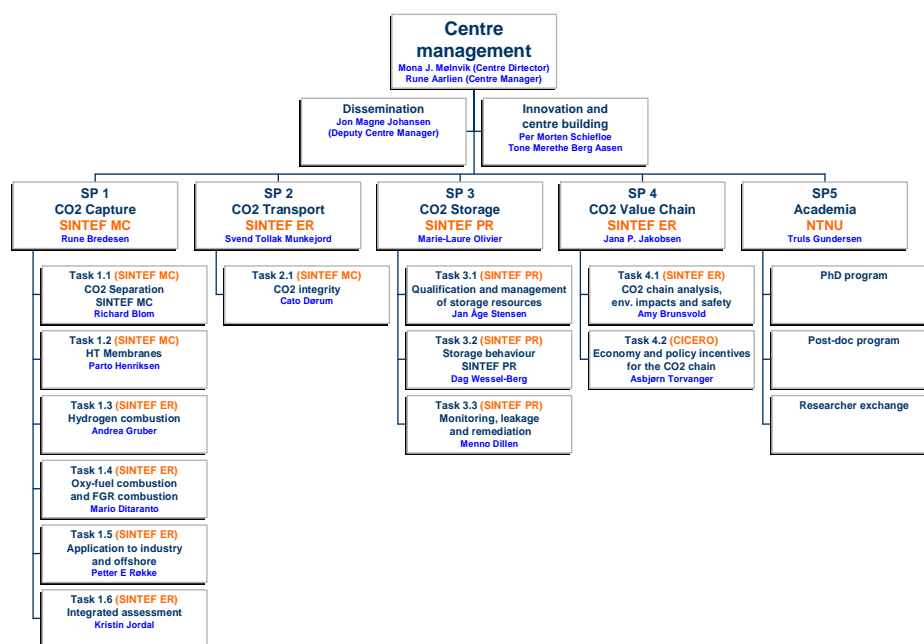 Centre
management
Mona J. Mølnvik (Centre Dirtector)
Rune Aarlien (Centre Manager)
Dissemination
Jon Magne Johansen
(Deputy Centre Manager)
Innovation and
centre building
Per Morten Schiefloe
Tone Merethe Berg Aasen
SP 1
CO2 Capture
SINTEF MC
Rune Bredesen
SP 2
CO2 Transport
SINTEF ER
Svend Tollak Munkejord
SP 3
CO2 Storage
SINTEF PR
Marie-Laure Olivier
SP 4
CO2 Value Chain
SINTEF ER
Jana P. Jakobsen
SP5
Academia
NTNU
Truls Gundersen
Task 1.1 (SINTEF MC)
CO2 Separation
SINTEF MC
Richard Blom
Task 1.2 (SINTEF MC)
HT Membranes
Parto Henriksen
Task 1.3 (SINTEF ER)
Hydrogen combustion
Andrea Gruber
Task 1.4 (SINTEF ER)
Oxy-fuel combustion
and FGR combustion
Mario Ditaranto
Task 1.5 (SINTEF ER)
Application to industry
and offshore
Petter E Røkke
Task 1.6 (SINTEF ER)
Integrated assessment
Kristin Jordal
Task 2.1 (SINTEF MC)
CO2 integrity
Cato Dørum
Task 3.1 (SINTEF PR)
Qualification and management
of storage resources
Jan Åge Stensen
Task 3.2 (SINTEF PR)
Storage behaviour
SINTEF PR
Dag Wessel-Berg
Task 3.3 (SINTEF PR)
Monitoring, leakage
and remediation
Menno Dillen
Task 4.1 (SINTEF ER)
CO2 chain analysis,
env. impacts and safety
Amy Brunsvold
Task 4.2 (CICERO)
Economy and policy incentives
for the CO2 chain
Asbjørn Torvanger
PhD program
Post-doc program
Researcher exchange